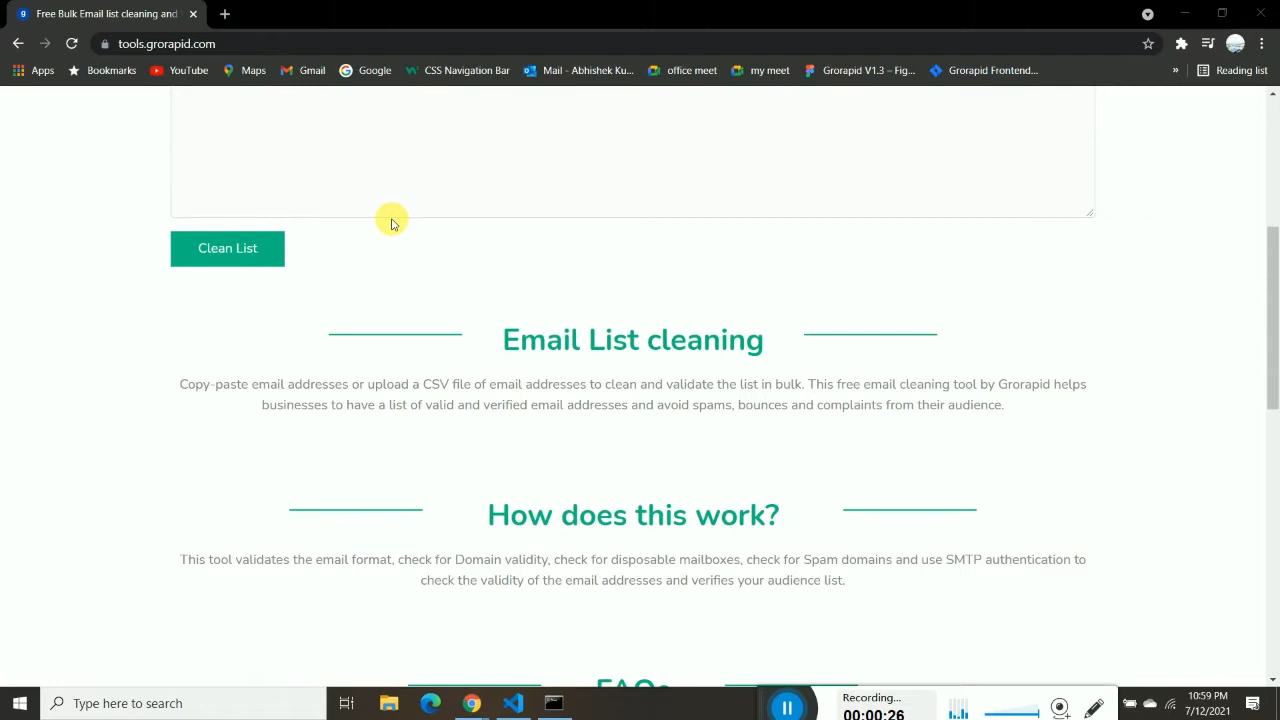 Free Bulk Email list cleaning and
tools.grorapid.com
Apps Bookmarks YouTube Maps Gmail Google CSS Navigation Bar Mail - Abhishek Ku... office meet my meet Grorapid V1.3 – Fig... Grorapid Frontend... » Reading list
Clean List
Email List cleaning
Copy-paste email addresses or upload a CSV file of email addresses to clean and validate the list in bulk. This free email cleaning tool by Grorapid helps
businesses to have a list of valid and verified email addresses and avoid spams, bounces and complaints from their audience.
How does this work?
This tool validates the email format, check for Domain validity, check for disposable mailboxes, check for Spam domains and use SMTP authentication to
check the validity of the email addresses and verifies your audience list.
FAQs
Type here to search
Recording...
00:00:26
10:59 PM
7/12/2021